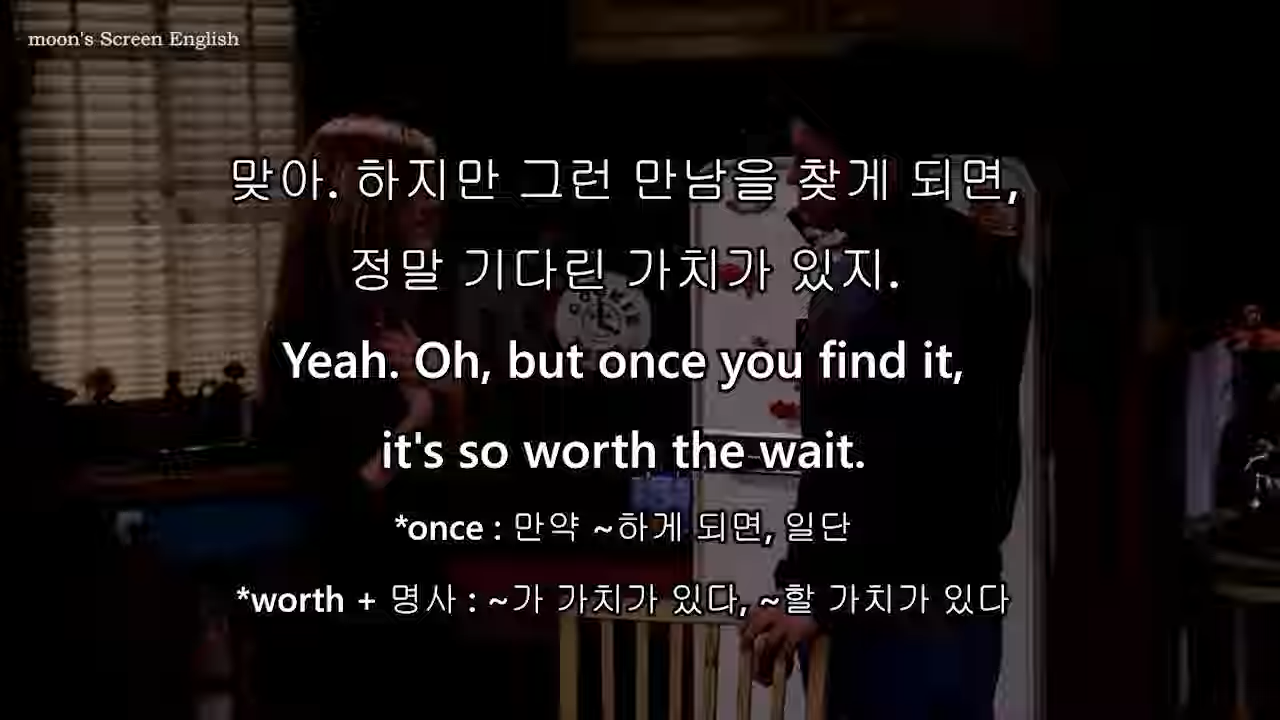 moon's Screen English
맞아. 하지만 그런 만남을 찾게 되면,
정말 기다린 가치가 있지.
Yeah. Oh, but once you find it,
it's so worth the wait.
*once : 만약 ~하게 되면, 일단
*worth + 명사 : ~가 가치가 있다, ~할 가치가 있다